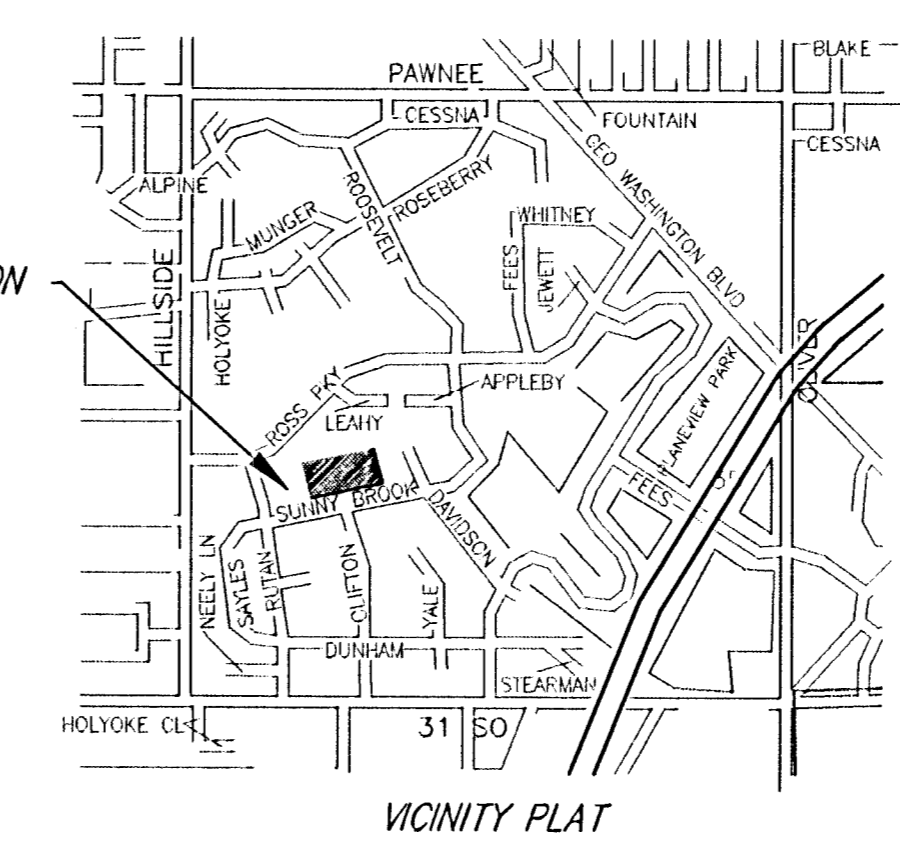 BLAKE
PAWNEE
CESSNA
FOUNTAIN
CESSNA
GEO WASHINGTON BLVD
ALPINE
ROOSEVELT
ROSEBERRY
MUNGER
WHITNEY
FEES
JEWETT
HILLSIDE
HOLYOKE
ON
OLIVER
ROSS PKY
APPLEBY
LEAHY
PLANEVIEW PARK
FEES
SUNNY BROOK
DAVIDSON
NEELY LN
SAYLES
RUTAN
CLIFTON
YALE
DUNHAM
STEARMAN
HOLYOKE CL
31 SO
VICINITY PLAT